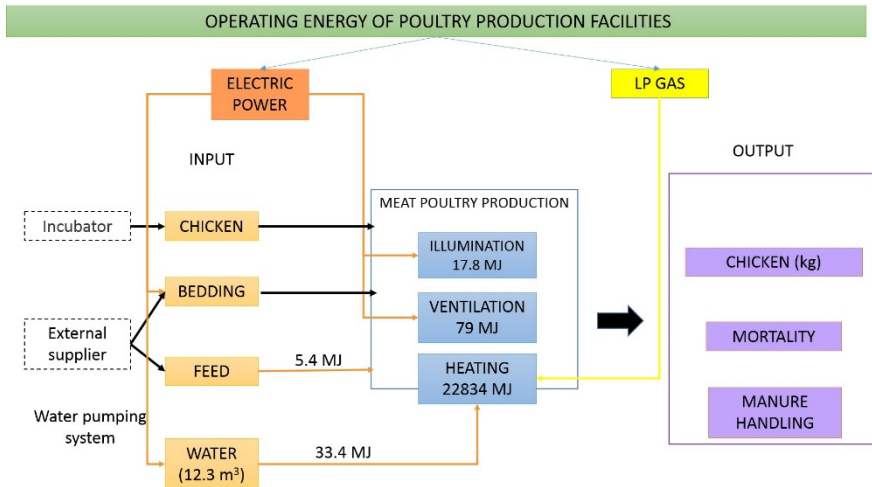 OPERATING ENERGY OF POULTRY PRODUCTION FACILITIES
ELECTRIC
POWER
LP GAS
INPUT
OUTPUT
MEAT POULTRY PRODUCTION
Incubator
CHICKEN
ILLUMINATION
17.8 MJ
CHICKEN (kg)
BEDDING
VENTILATION
79 MJ
External
supplier
MORTALITY
FEED
5.4 MJ
HEATING
22834 MJ
MANURE
HANDLING
Water pumping
system
WATER
(12.3 m³)
33.4 MJ